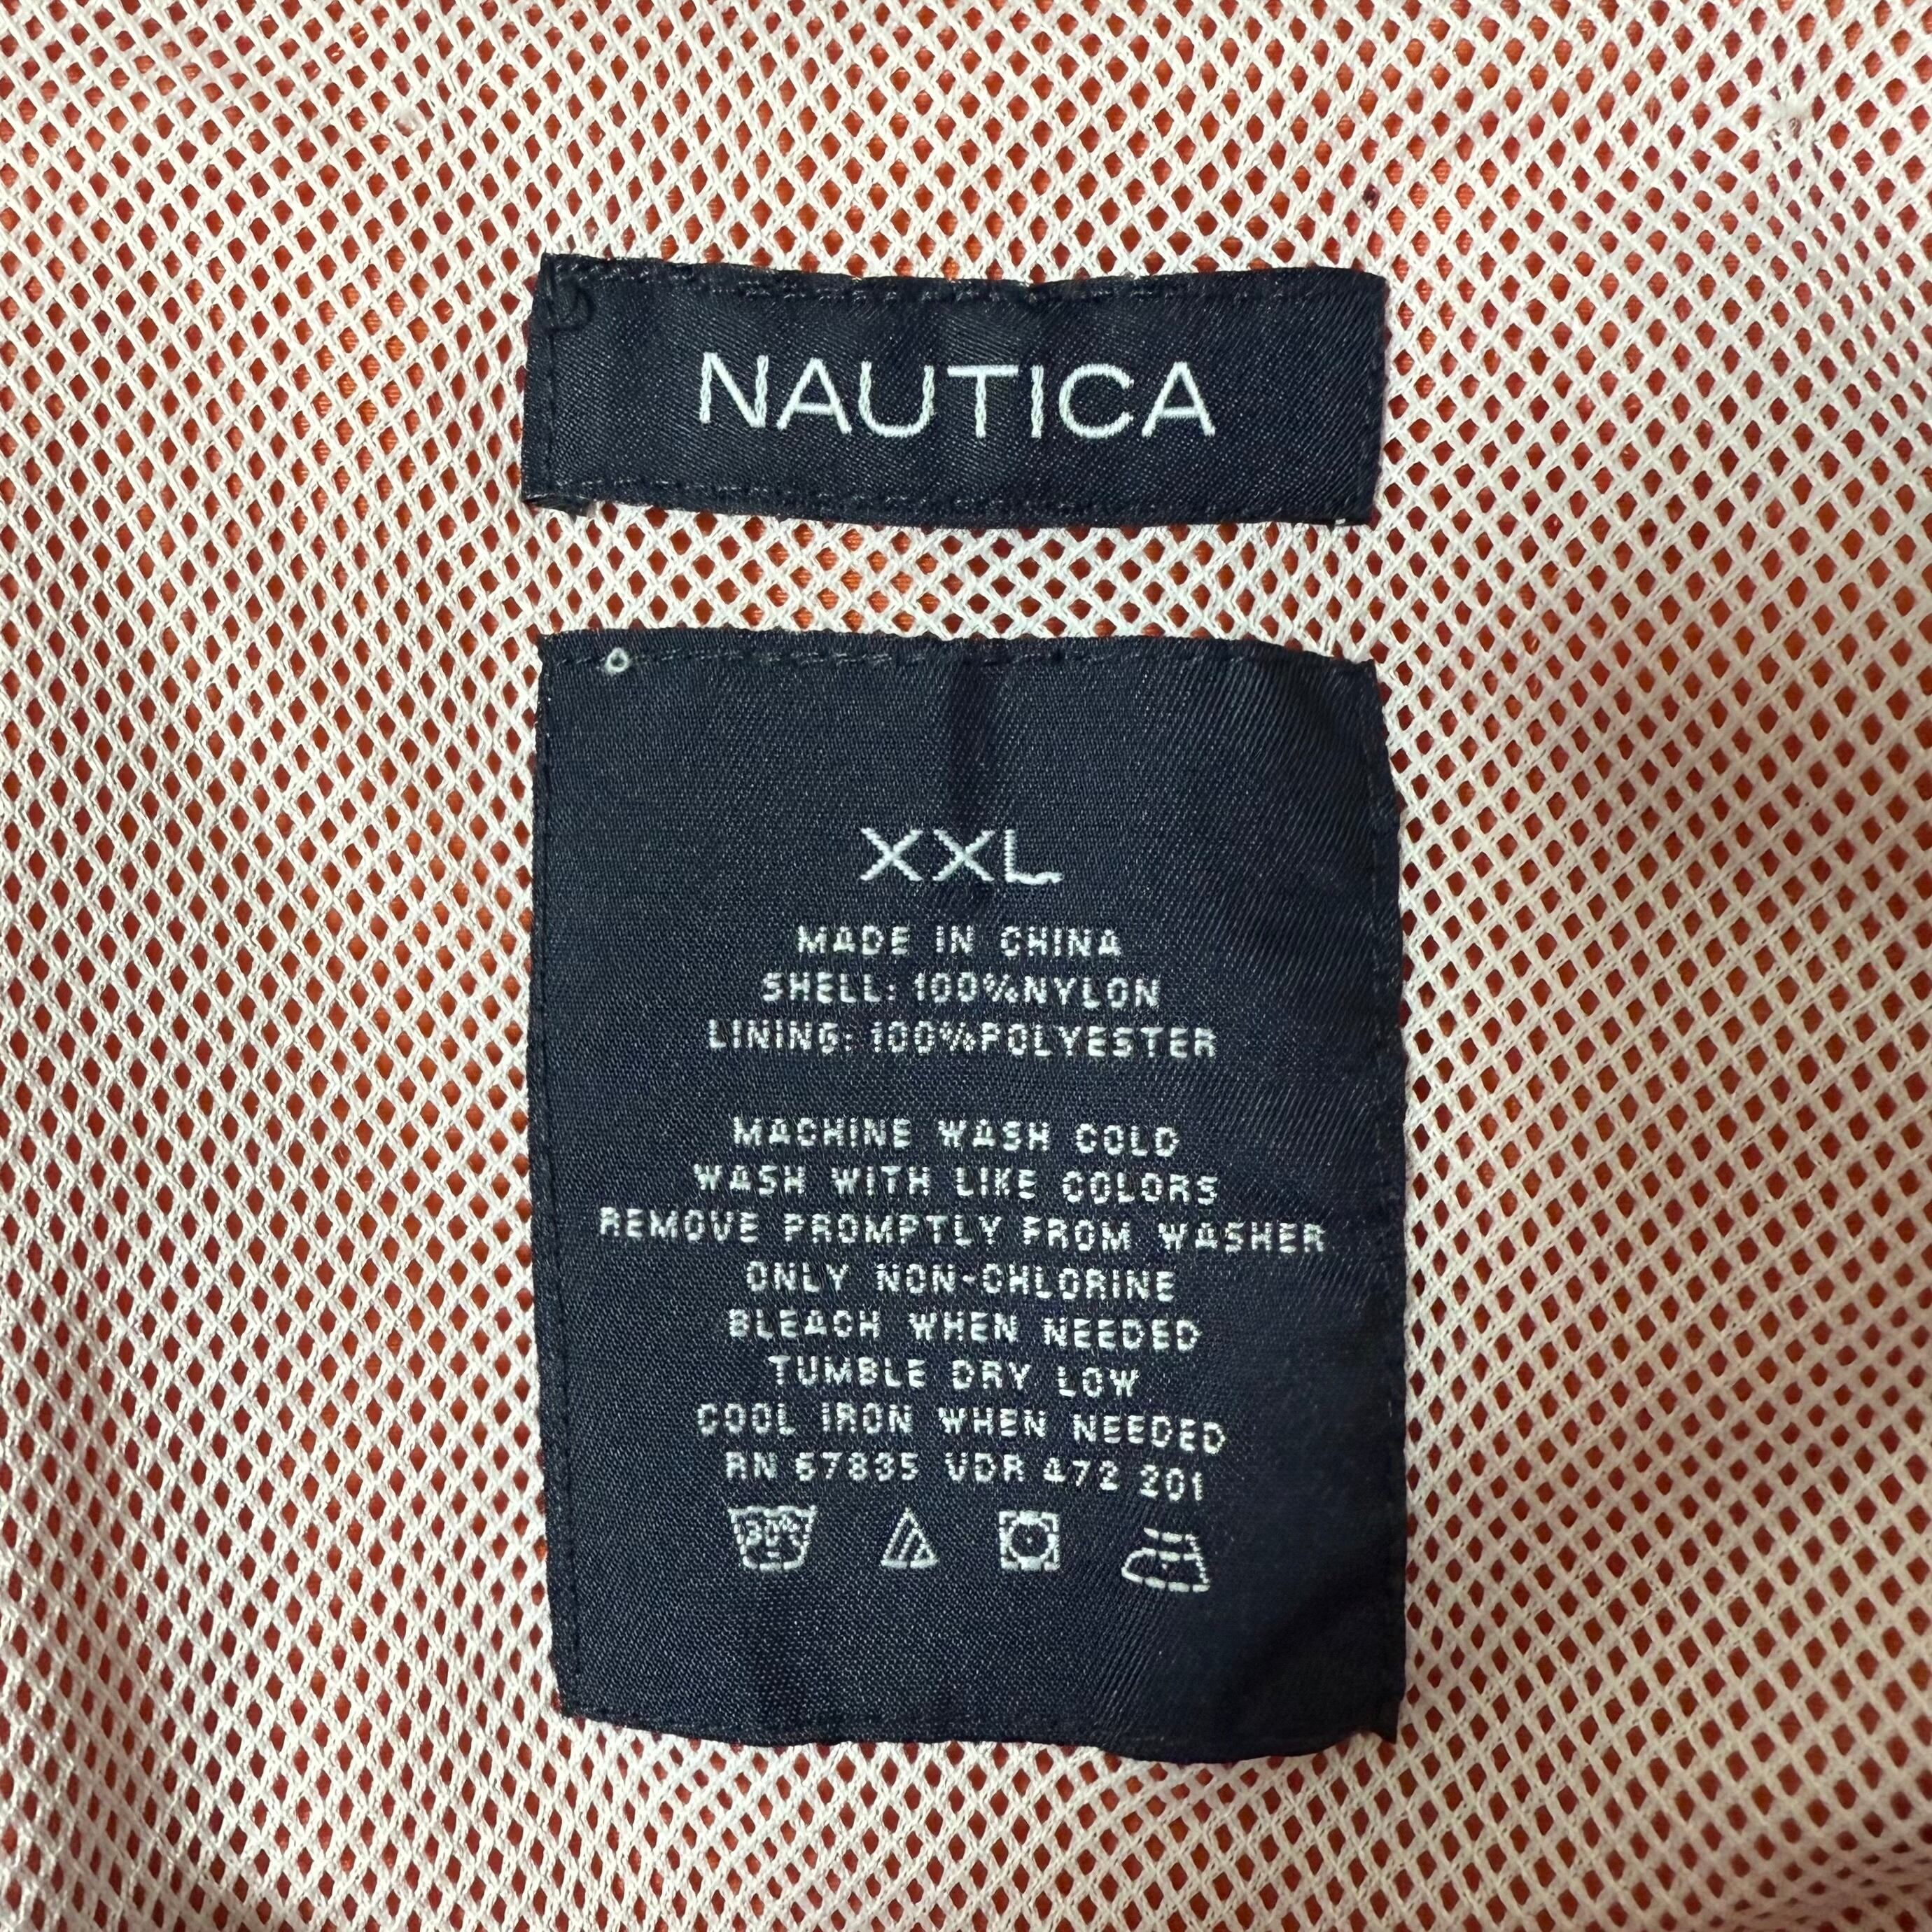 NAUTICA
XXL
MADE IN CHINA
SHELL: 100%NYLON
LINING: 100%POLYESTER
MACHINE WASH COLD
WASH WITH LIKE COLORS
REMOVE PROMPTLY FROM WASHER
ONLY NON-CHLORINE
BLEACH WHEN NEEDED
TUMBLE DRY LOW
COOL IRON WHEN NEEDED
RN 67835 VDR 472 201
30°